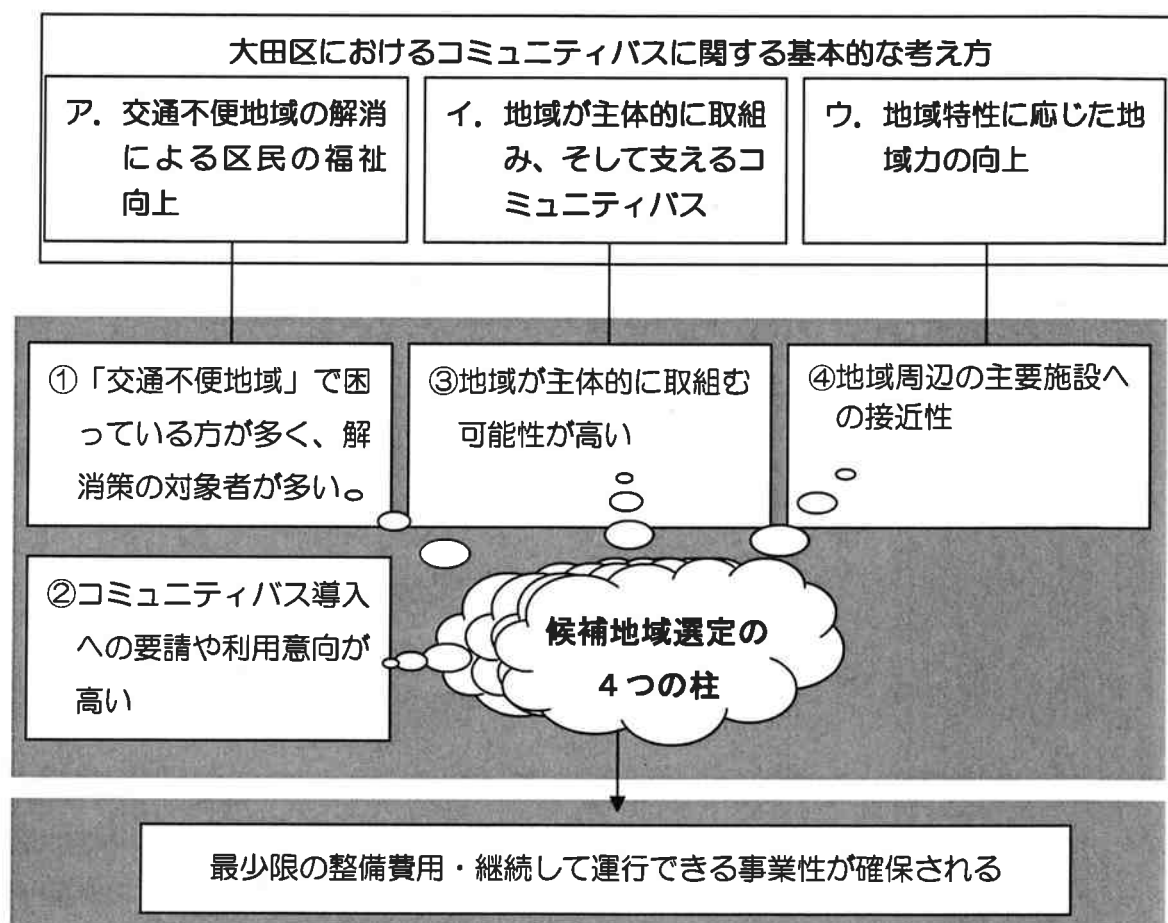 大田区におけるコミュニティバスに関する基本的な考え方
ア．交通不便地域の解消
による区民の福祉
向上
イ．地域が主体的に取組
み、そして支えるコ
ミュニティバス
ウ．地域特性に応じた地
域力の向上
①「交通不便地域」で困
っている方が多く、解
消策の対象者が多い。
②コミュニティバス導入
への要請や利用意向が
高い
③地域が主体的に取組む
可能性が高い
④地域周辺の主要施設へ
の接近性
候補地域選定の
４つの柱
最少限の整備費用・継続して運行できる事業性が確保される